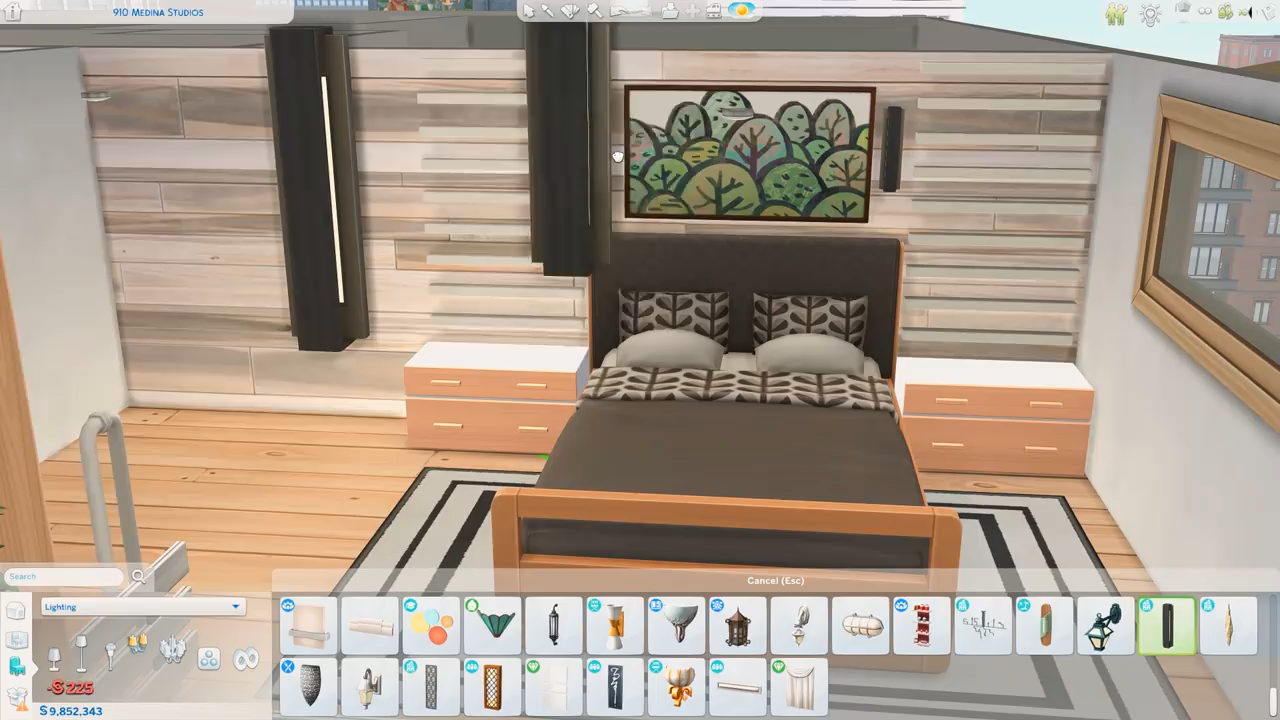 910 MEDINA STUDIOS
Cancel (Esc)
Search
Lighting
-§225
§9,852,343